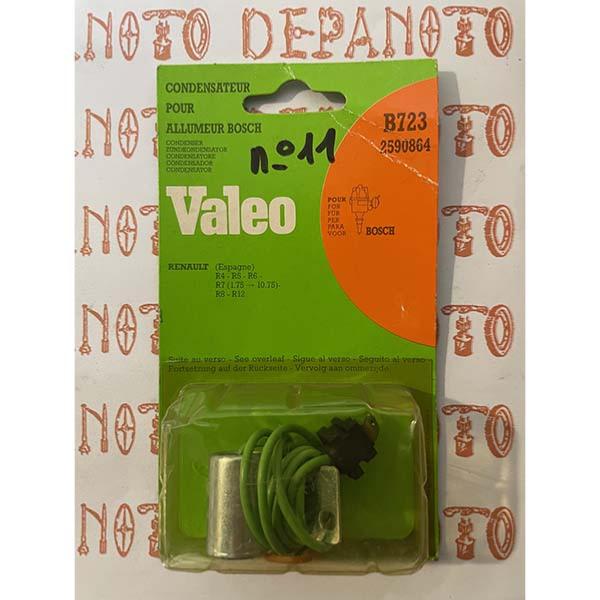 ANOTO DEPANOTO
CONDENSATEUR
POUR
ALLUMEUR BOSCH
CONDENSER
ZUNDKONDENSATOR
CONDENSATORE
CONDENSADOR
CONDENSATOR
n°11
B723
2590864
Valeo
POUR
FOR
FÜR
PER
PARA
VOOR
BOSCH
RENAULT (Espagne)
R4 - R5 - R6 -
R7 (1.75 → 10.75)-
R8 - R12
Suite au verso - See overleaf - Sigue al verso - Seguito al verso
Fortsetzung auf der Rückseite - Vervolg aan ommezijde